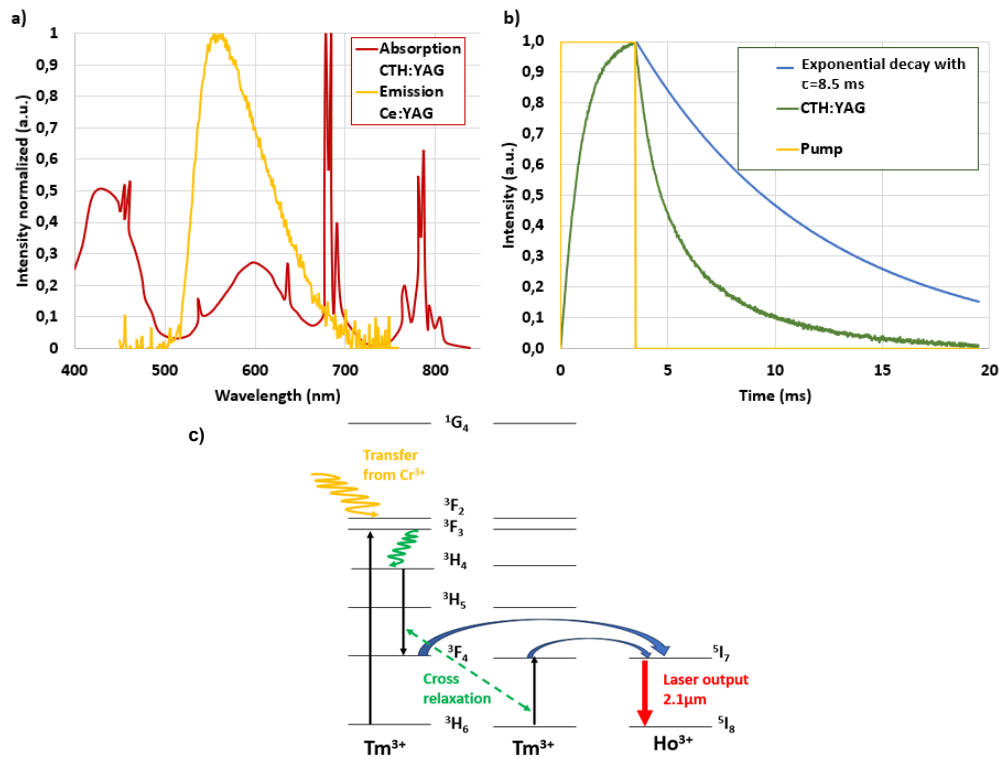 a)
Intensity normalized (a.u.)
1
0,9
0,8
0,7
0,6
0,5
0,4
0,3
0,2
0,1
0
400
500
600
700
800
Wavelength (nm)
Absorption
CTH:YAG
Emission
Ce:YAG
b)
Intensity (a.u.)
1,0
0,9
0,8
0,7
0,6
0,5
0,4
0,3
0,2
0,1
0,0
0
5
10
15
20
Time (ms)
Exponential decay with
τ=8.5 ms
CTH:YAG
Pump
c)
¹G₄
Transfer
from Cr³⁺
³F₂
³F₃
³H₄
³H₅
³F₄
⁵I₇
Cross
relaxation
Laser output
2.1µm
³H₆
⁵I₈
Tm³⁺
Tm³⁺
Ho³⁺